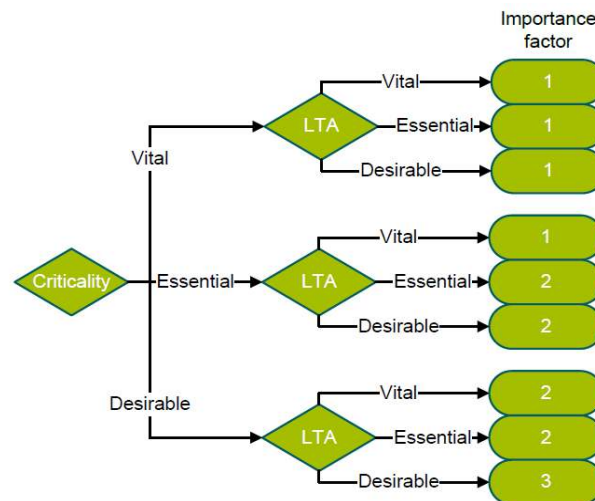 Importance
factor
Vital
1
LTA
Essential
1
Vital
Desirable
1
Vital
1
Criticality
Essential
LTA
Essential
2
Desirable
2
Vital
2
Desirable
LTA
Essential
2
Desirable
3